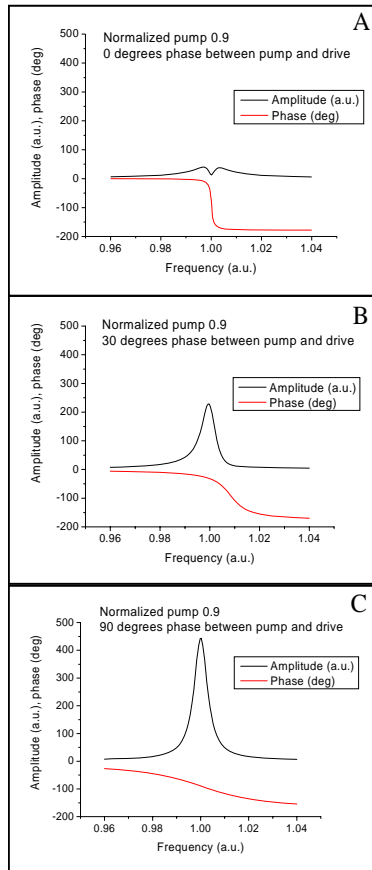 A
Normalized pump 0.9
0 degrees phase between pump and drive
Amplitude (a.u.)
Phase (deg)
Amplitude (a.u.), phase (deg)
500
400
300
200
100
0
-100
-200
0.96 0.98 1.00 1.02 1.04
Frequency (a.u.)
B
Normalized pump 0.9
30 degrees phase between pump and drive
Amplitude (a.u.)
Phase (deg)
Amplitude (a.u.), phase (deg)
500
400
300
200
100
0
-100
-200
0.96 0.98 1.00 1.02 1.04
Frequency (a.u.)
C
Normalized pump 0.9
90 degrees phase between pump and drive
Amplitude (a.u.)
Phase (deg)
Amplitude (a.u.), phase (deg)
500
400
300
200
100
0
-100
-200
0.96 0.98 1.00 1.02 1.04
Frequency (a.u.)